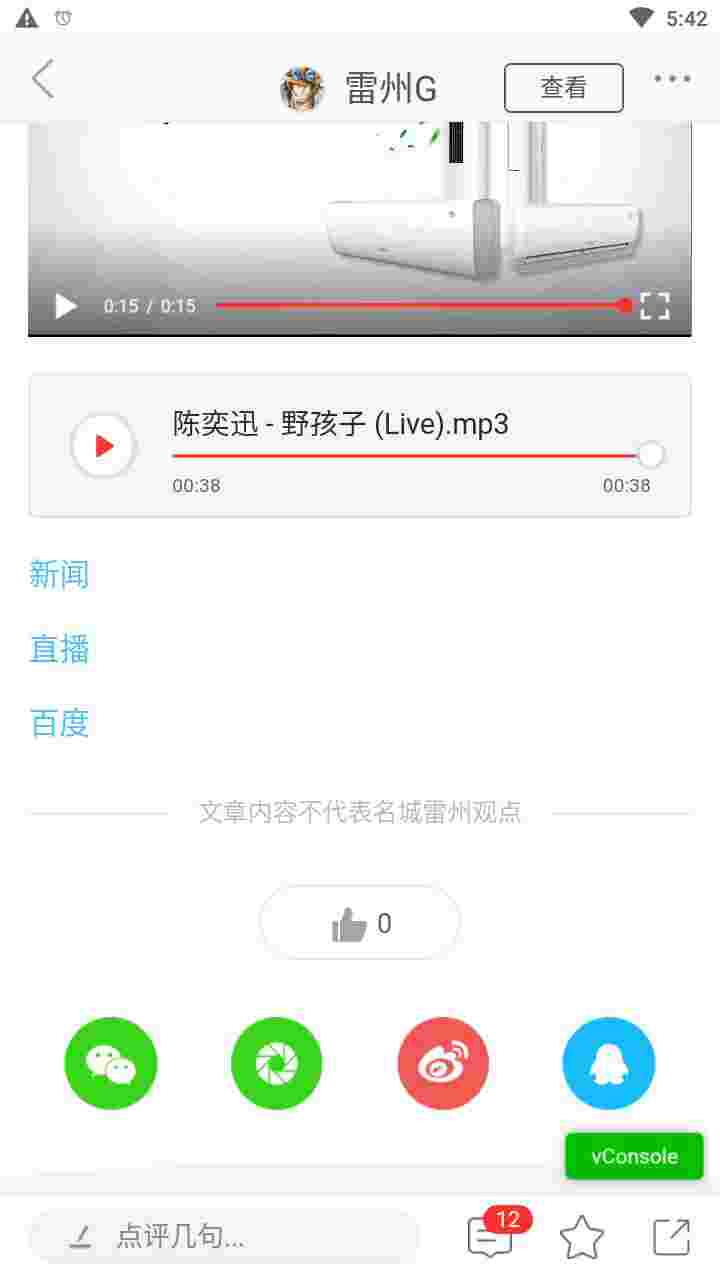 5:42
雷州G
查看
0:15 / 0:15
陈奕迅 - 野孩子 (Live).mp3
00:38 00:38
新闻
直播
百度
文章内容不代表名城雷州观点
0
vConsole
点评几句...
12